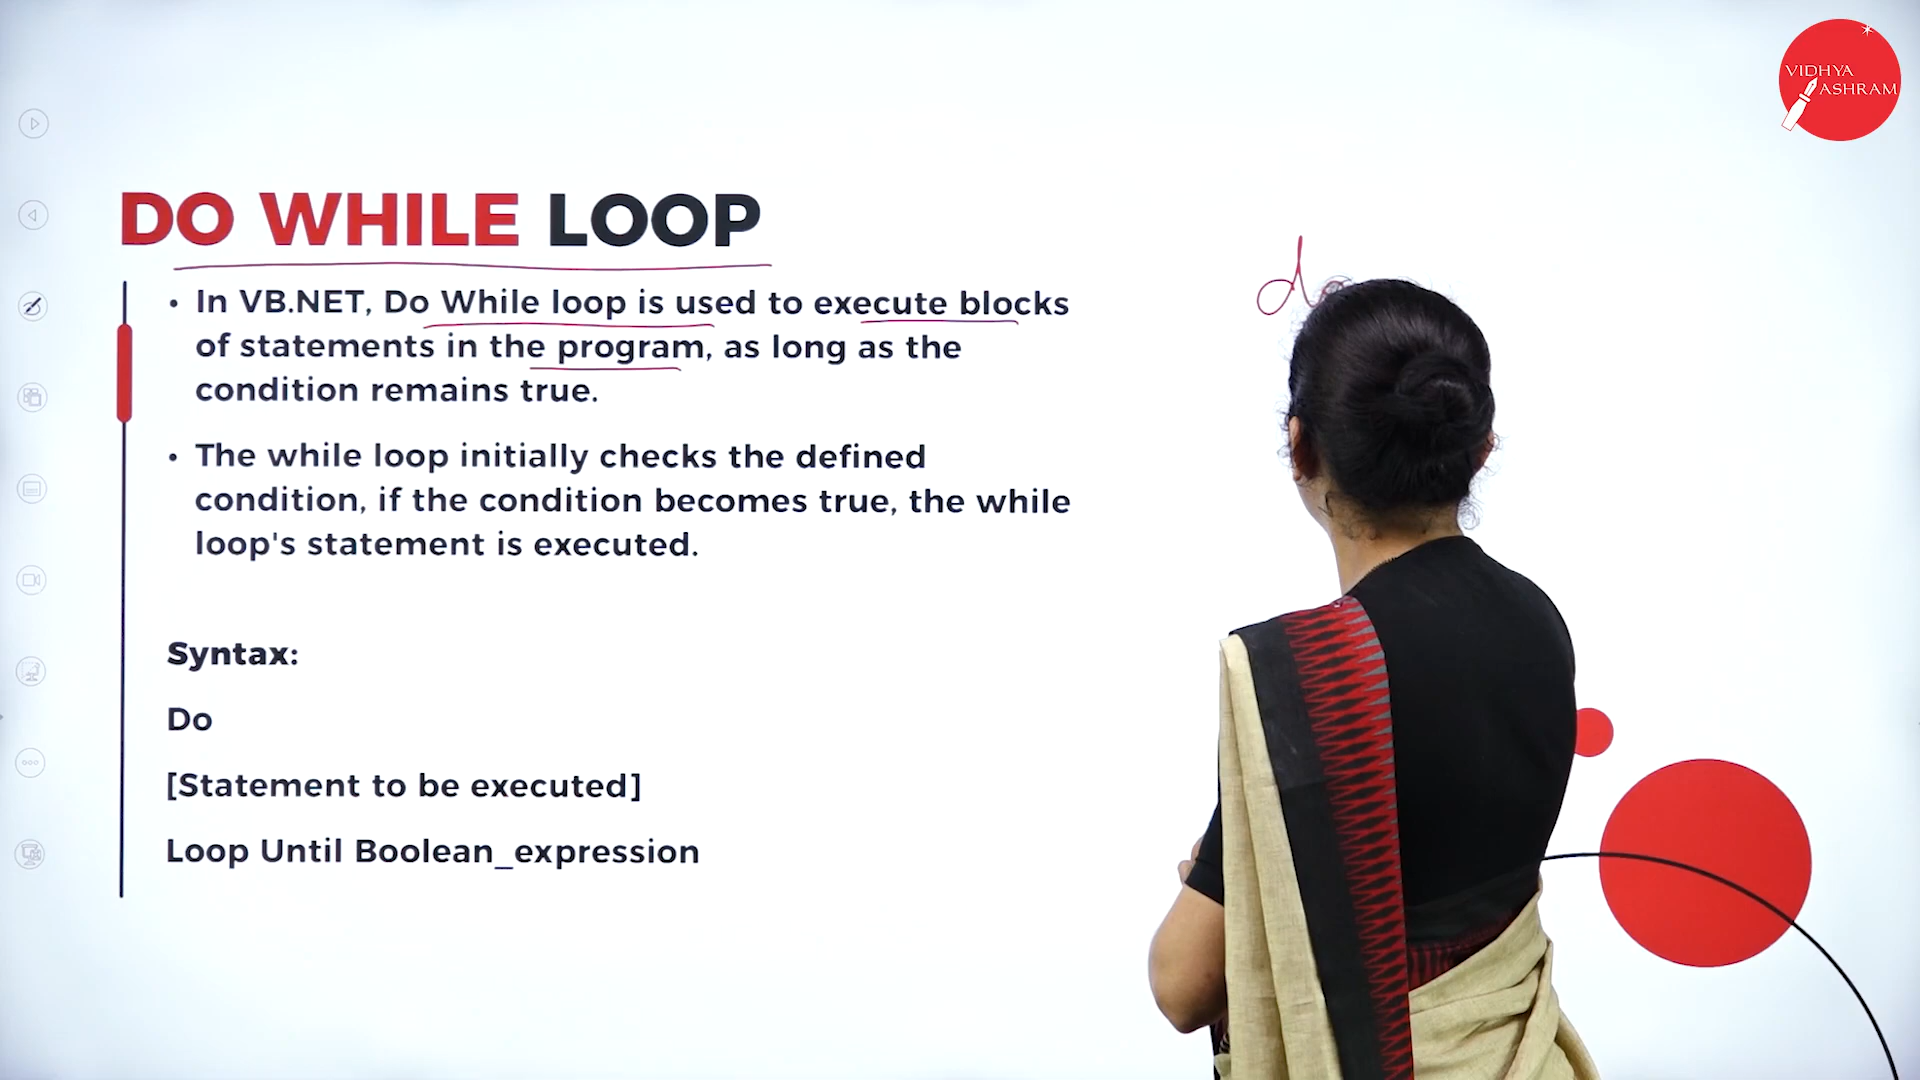 VIDHYA
ASHRAM
DO WHILE LOOP
• In VB.NET, Do While loop is used to execute blocks
of statements in the program, as long as the
condition remains true.
• The while loop initially checks the defined
condition, if the condition becomes true, the while
loop's statement is executed.
Syntax:
Do
[Statement to be executed]
Loop Until Boolean_expression